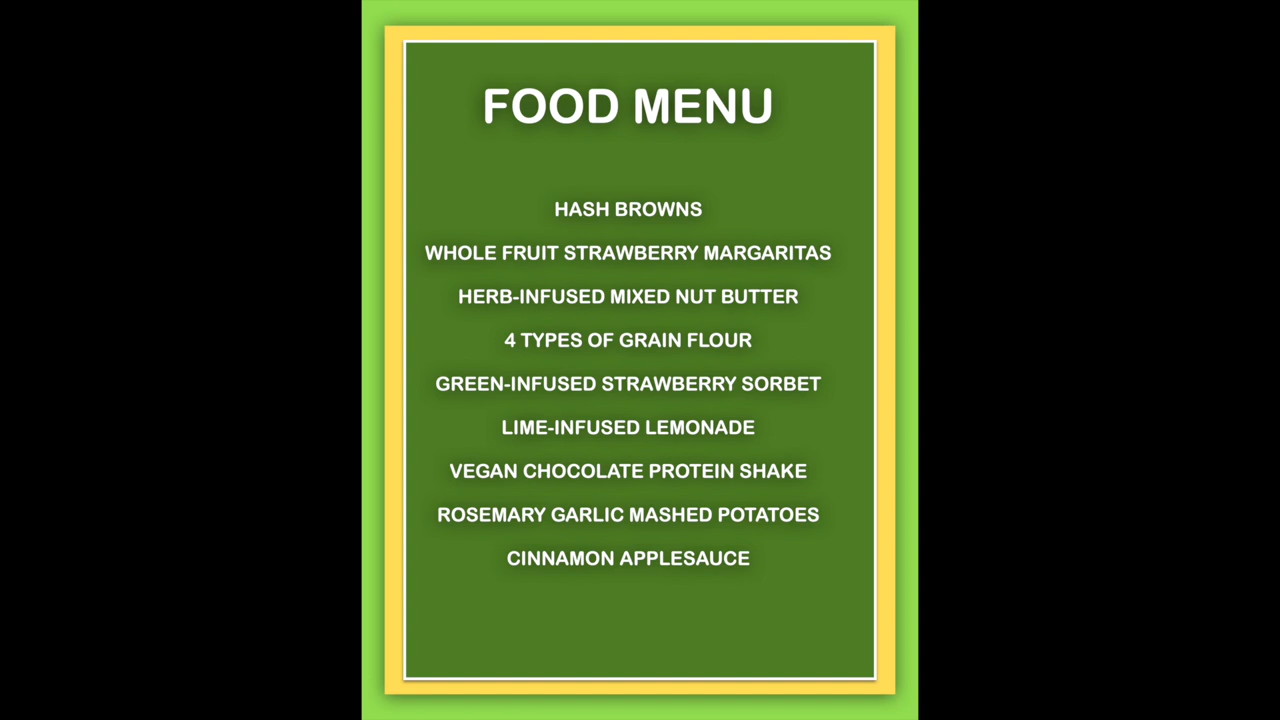 FOOD MENU
HASH BROWNS
WHOLE FRUIT STRAWBERRY MARGARITAS
HERB-INFUSED MIXED NUT BUTTER
4 TYPES OF GRAIN FLOUR
GREEN-INFUSED STRAWBERRY SORBET
LIME-INFUSED LEMONADE
VEGAN CHOCOLATE PROTEIN SHAKE
ROSEMARY GARLIC MASHED POTATOES
CINNAMON APPLESAUCE